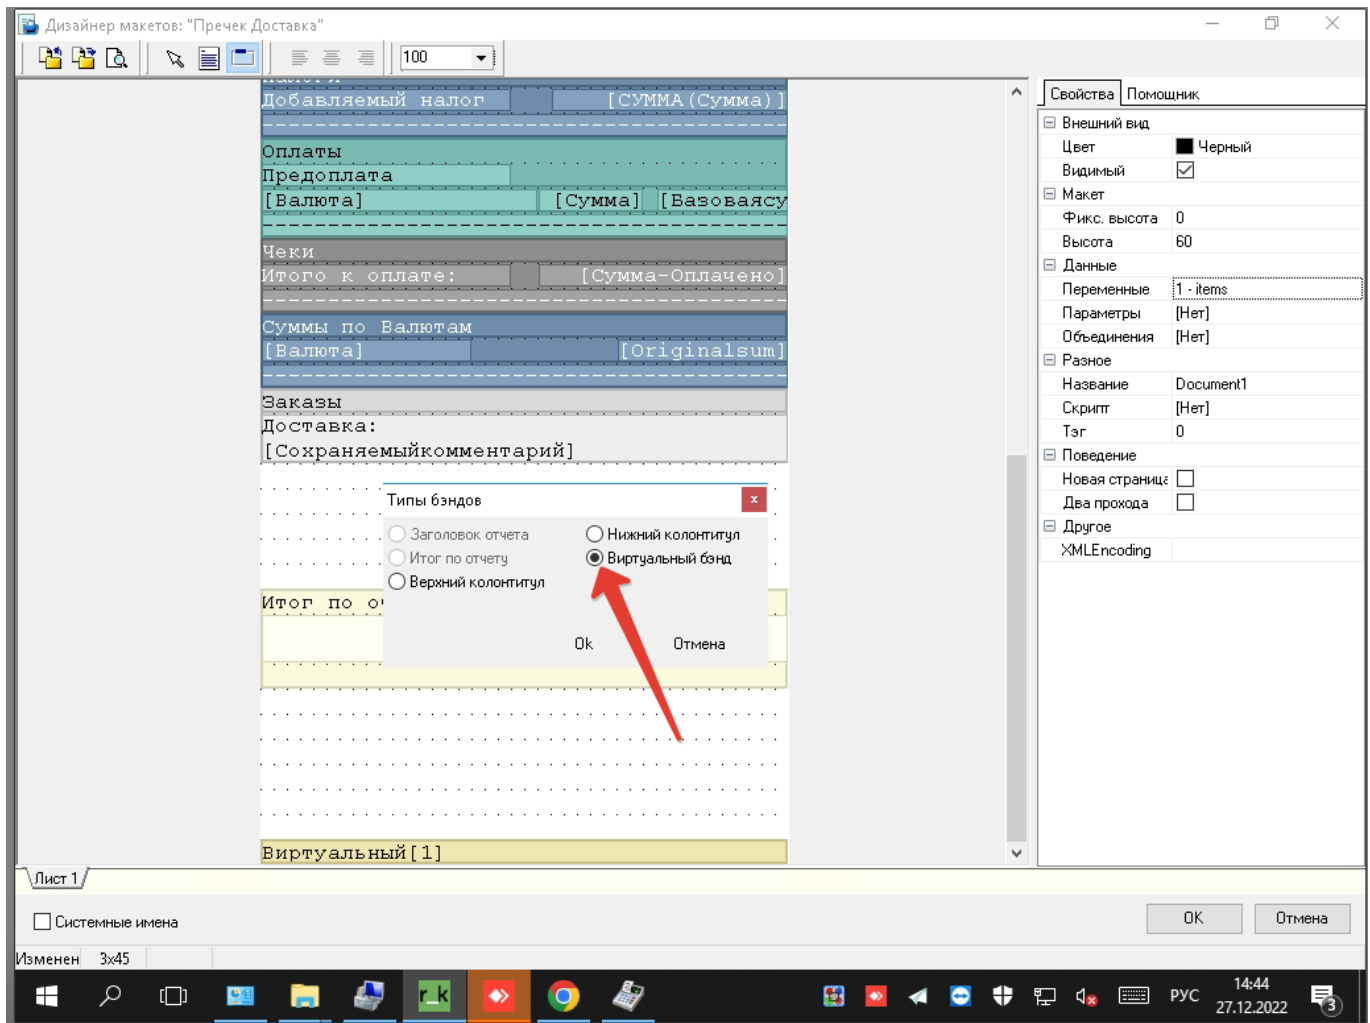 Дизайнер макетов: "Пречек Доставка"
100
Добавляемый налог [СУММА(Сумма)]
Оплаты
Предоплата
[Валюта] [Сумма] [Базоваясу
Чеки
Итого к оплате: [Сумма-Оплачено]
Суммы по Валютам
[Валюта] [Originalsum]
Заказы
Доставка:
[Сохраняемыйкомментарий]
Типы бэндов
Заголовок отчета Нижний колонтитул
Итог по отчету Виртуальный бэнд
Верхний колонтитул
Ok Отмена
Итог по о
Виртуальный[1]
Свойства Помощник
Внешний вид
Цвет Черный
Видимый
Макет
Фикс. высота 0
Высота 60
Данные
Переменные 1 - items
Параметры [Нет]
Объединения [Нет]
Разное
Название Document1
Скрипт [Нет]
Тэг 0
Поведение
Новая страница
Два прохода
Другое
XMLEncoding
Лист 1
Системные имена
OK Отмена
Изменен 3x45
r_k
РУС
14:44
27.12.2022
3